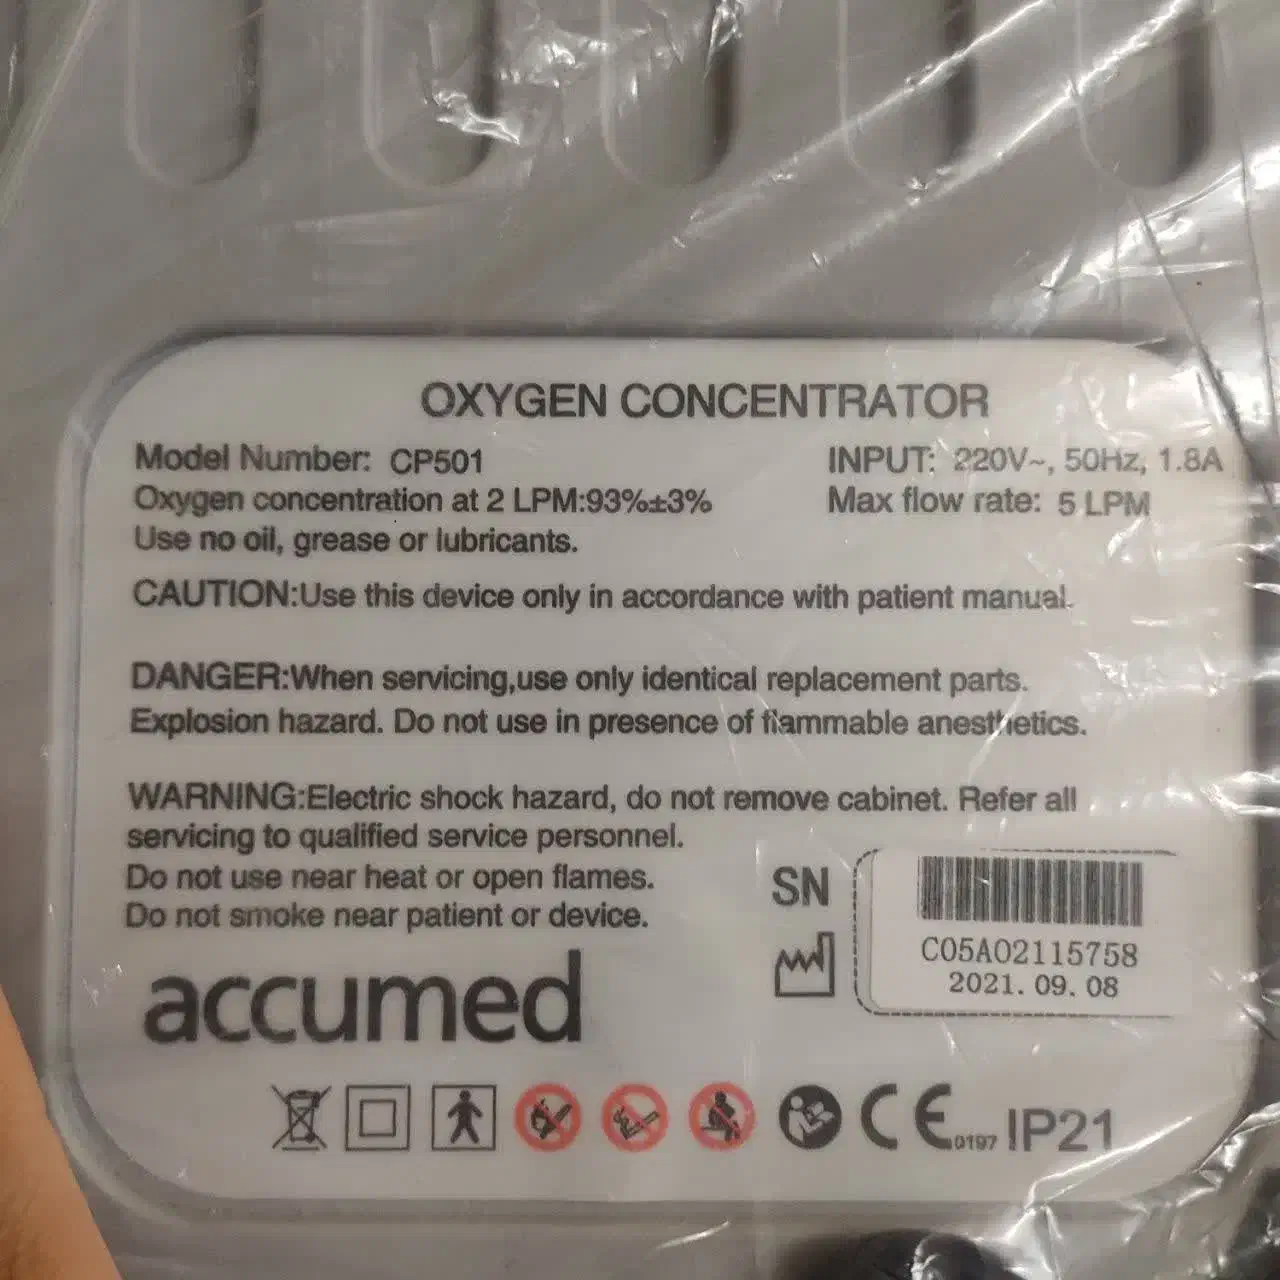 OXYGEN CONCENTRATOR
Model Number: CP501 INPUT: 220V~, 50Hz, 1.8A
Oxygen concentration at 2 LPM:93%±3% Max flow rate: 5 LPM
Use no oil, grease or lubricants.
CAUTION:Use this device only in accordance with patient manual.
DANGER:When servicing,use only identical replacement parts.
Explosion hazard. Do not use in presence of flammable anesthetics.
WARNING:Electric shock hazard, do not remove cabinet. Refer all
servicing to qualified service personnel.
Do not use near heat or open flames.
Do not smoke near patient or device.
SN
C05A02115758
2021.09.08
accumed
CE 0197 IP21